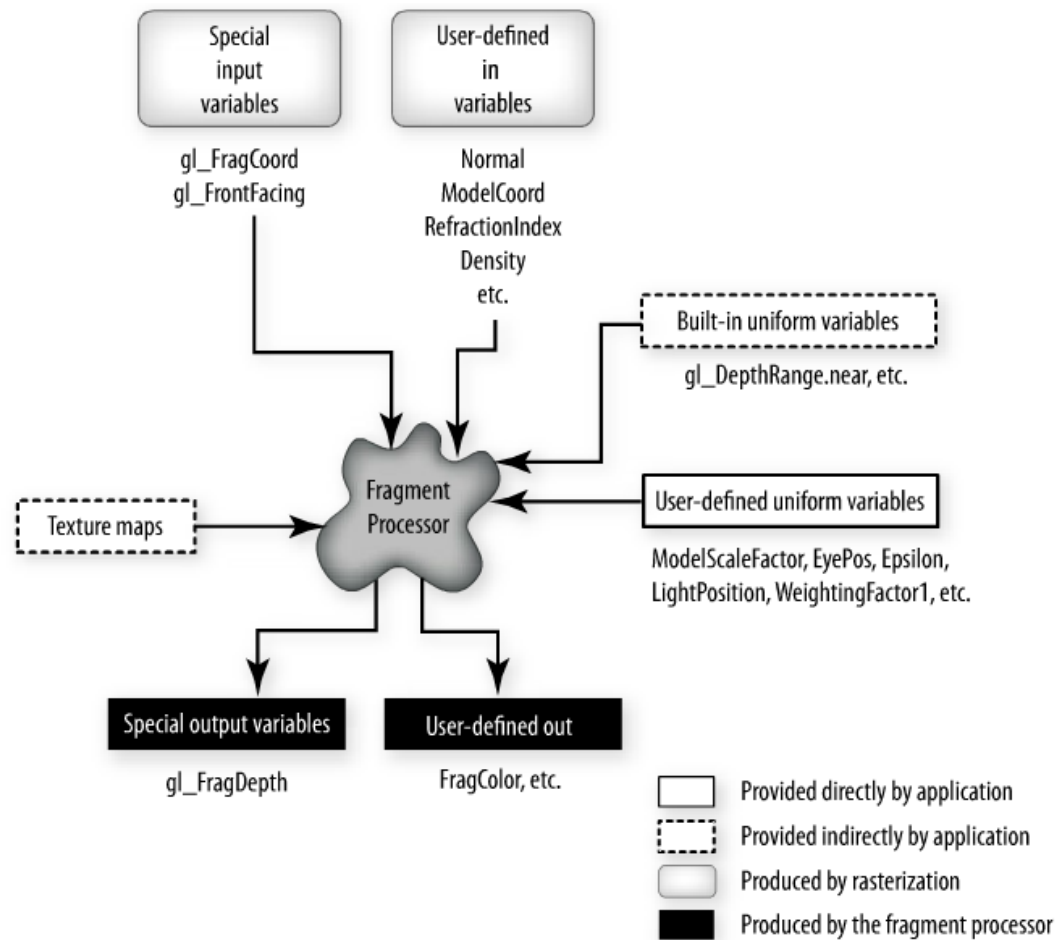 Special
input
variables
User-defined
in
variables
gl_FragCoord
gl_FrontFacing
Normal
ModelCoord
RefractionIndex
Density
etc.
Built-in uniform variables
gl_DepthRange.near, etc.
Fragment
Processor
Texture maps
User-defined uniform variables
ModelScaleFactor, EyePos, Epsilon,
LightPosition, WeightingFactor1, etc.
Special output variables
User-defined out
gl_FragDepth
FragColor, etc.
Provided directly by application
Provided indirectly by application
Produced by rasterization
Produced by the fragment processor